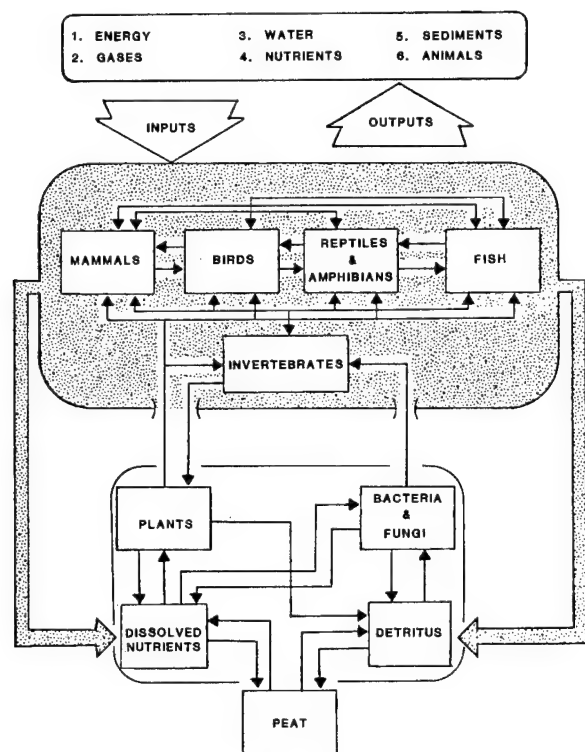 1. ENERGY 3. WATER 5. SEDIMENTS
2. GASES 4. NUTRIENTS 6. ANIMALS
INPUTS
OUTPUTS
MAMMALS
BIRDS
REPTILES
&
AMPHIBIANS
FISH
INVERTEBRATES
PLANTS
BACTERIA
&
FUNGI
DISSOLVED
NUTRIENTS
DETRITUS
PEAT